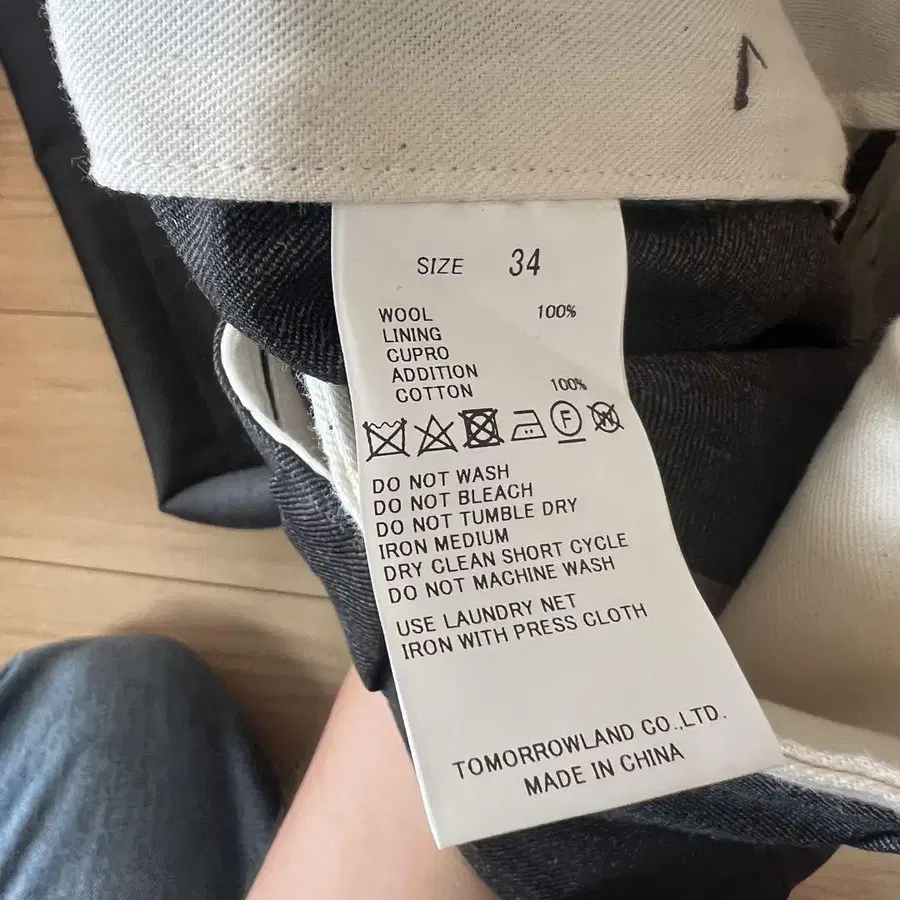 SIZE 34
WOOL 100%
LINING
CUPRO
ADDITION
COTTON 100%
F
DO NOT WASH
DO NOT BLEACH
DO NOT TUMBLE DRY
IRON MEDIUM
DRY CLEAN SHORT CYCLE
DO NOT MACHINE WASH
USE LAUNDRY NET
IRON WITH PRESS CLOTH
TOMORROWLAND CO.,LTD.
MADE IN CHINA